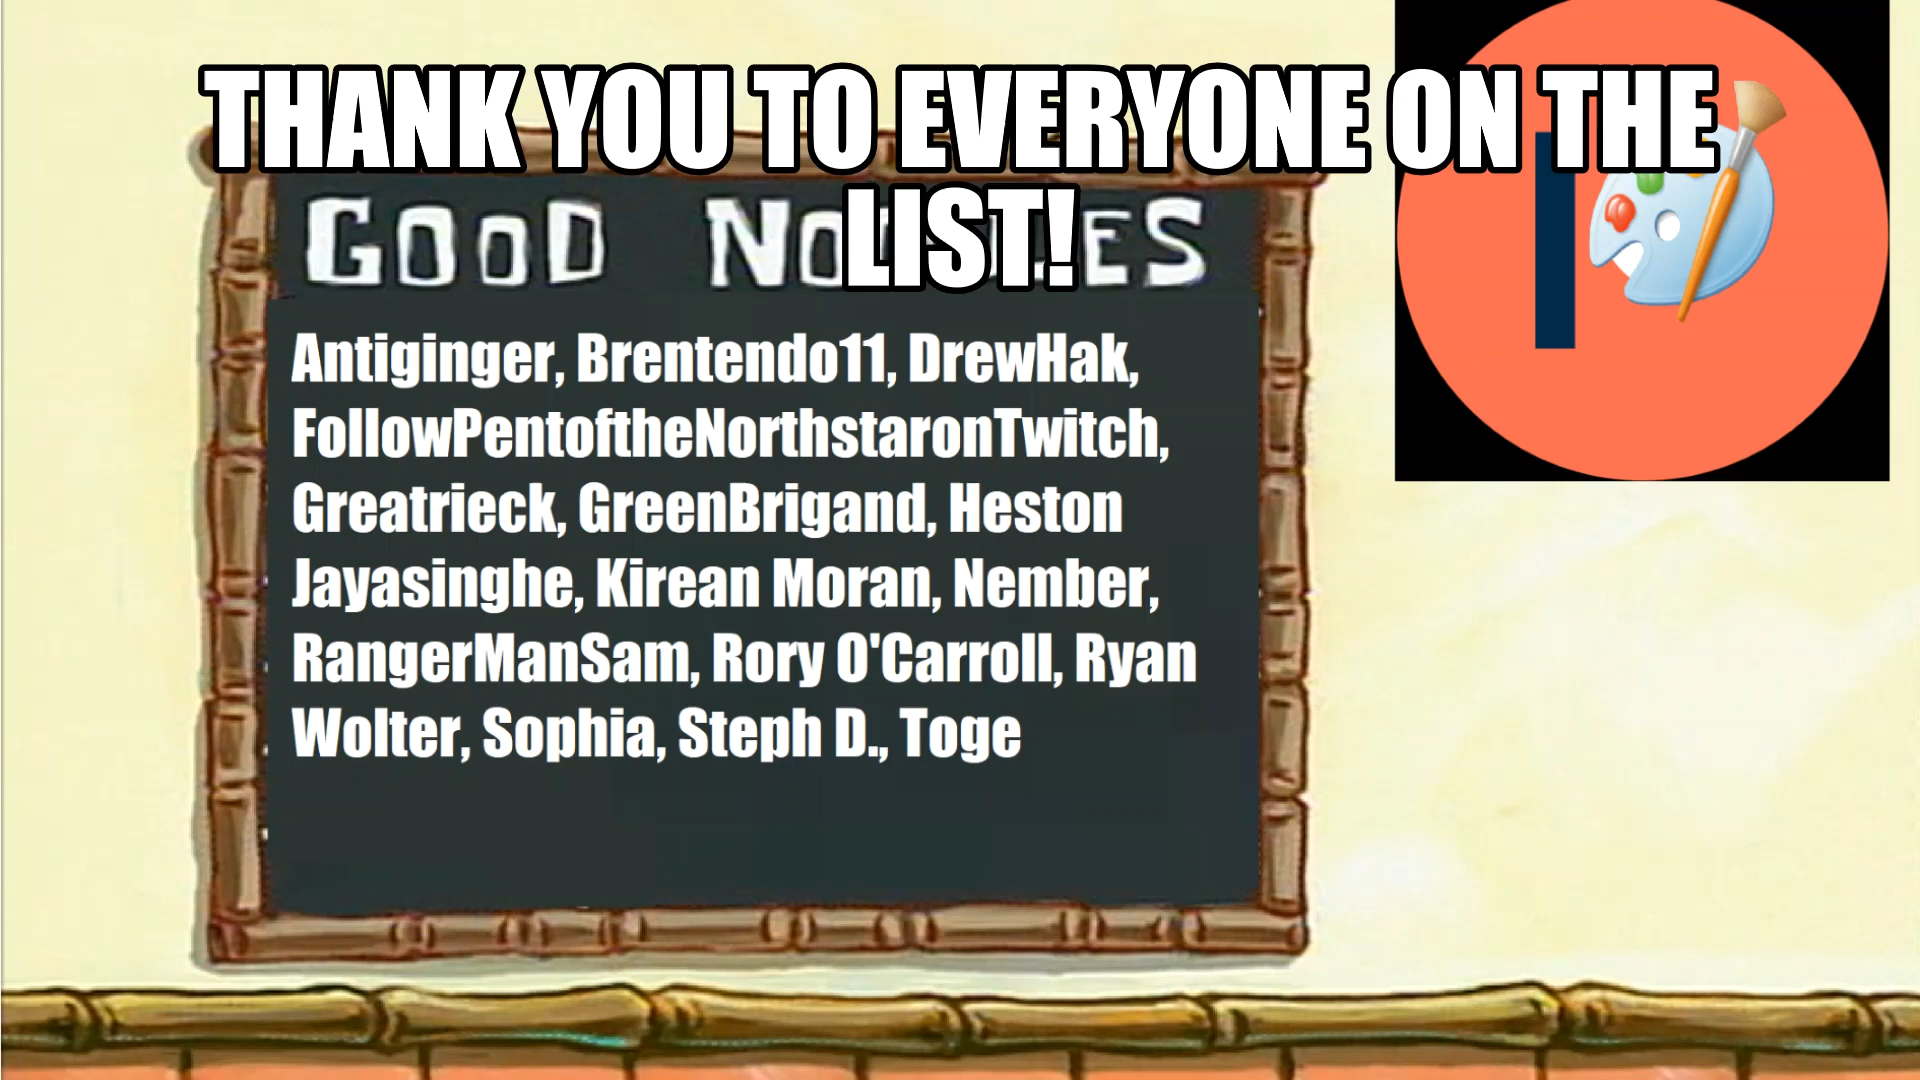 THANK YOU TO EVERYONE ON THE
LIST!
GOOD NOODLES
Antiginger, Brentendo11, DrewHak,
FollowPentoftheNorthstaronTwitch,
Greatrieck, GreenBrigand, Heston
Jayasinghe, Kirean Moran, Nember,
RangerManSam, Rory O'Carroll, Ryan
Wolter, Sophia, Steph D., Toge